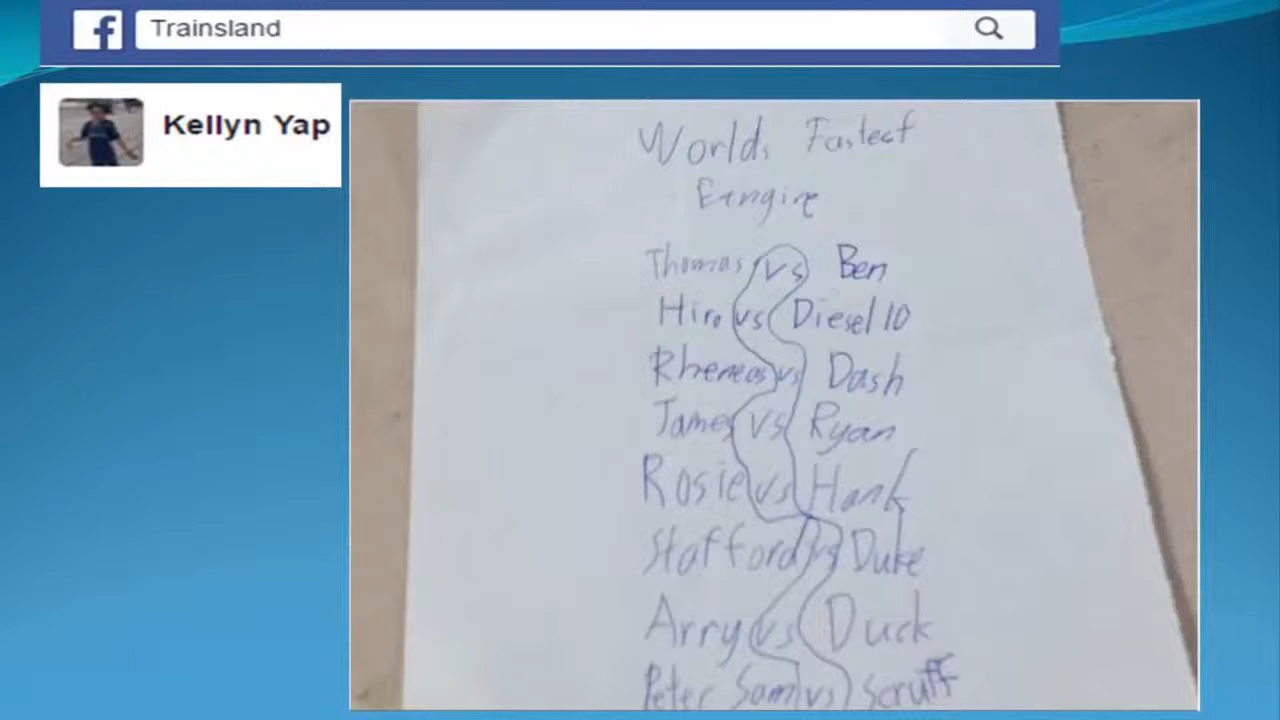 Trainsland
Kellyn Yap
Worlds Fastest
Engine
Thomas vs Ben
Hiro vs Diesel 10
Rheneas vs Dash
James vs Ryan
Rosie vs Hank
Stafford vs Duke
Arry vs Duck
Peter Sam vs Scruff